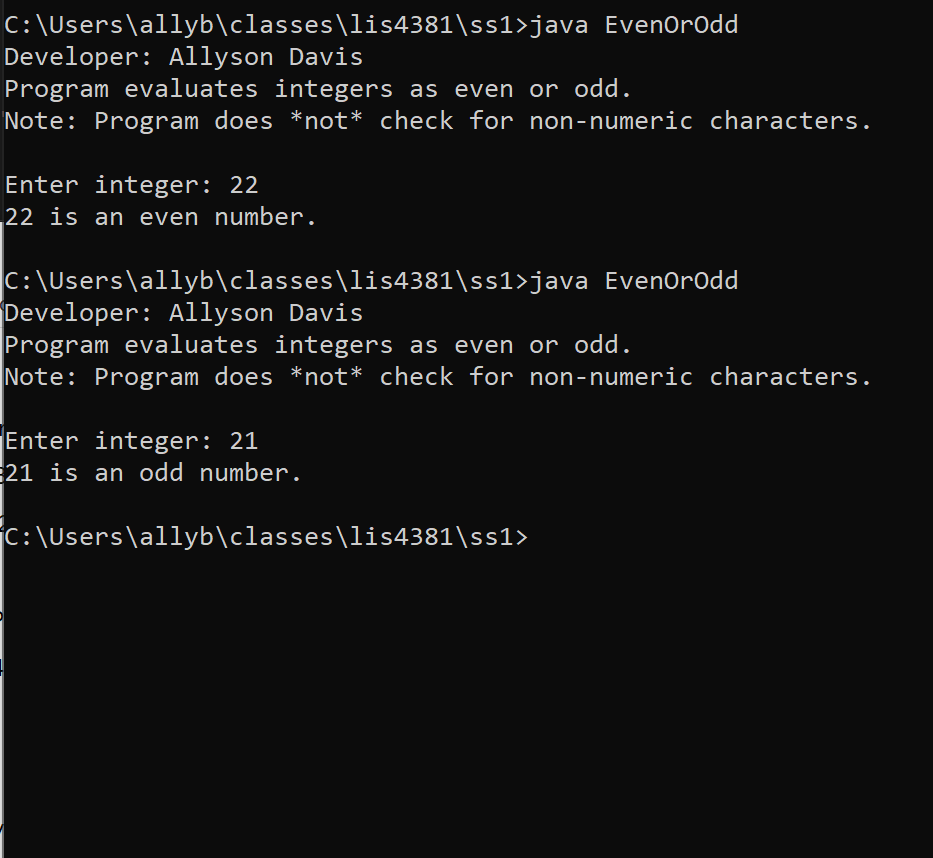 C:\Users\allyb\classes\lis4381\ss1>java EvenOrOdd
Developer: Allyson Davis
Program evaluates integers as even or odd.
Note: Program does *not* check for non-numeric characters.
Enter integer: 22
22 is an even number.
C:\Users\allyb\classes\lis4381\ss1>java EvenOrOdd
Developer: Allyson Davis
Program evaluates integers as even or odd.
Note: Program does *not* check for non-numeric characters.
Enter integer: 21
21 is an odd number.
C:\Users\allyb\classes\lis4381\ss1>